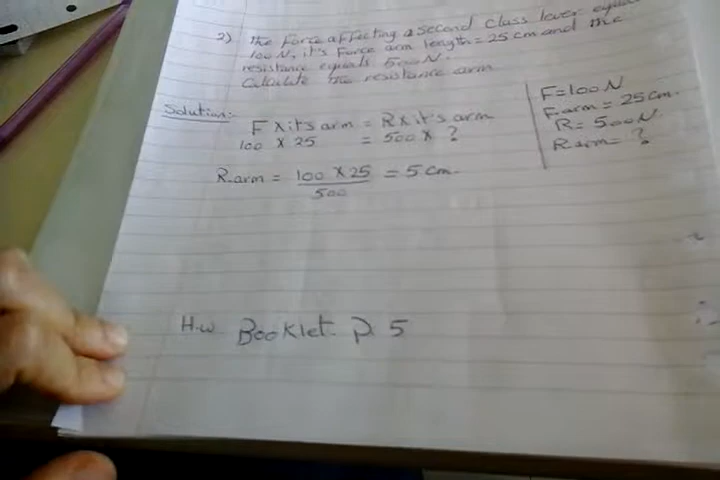 2) the Force affecting a second class lever equal
100 N, it's Force arm length = 25 cm and the
resistance equals 500 N.
Calculate the resistance arm
Solution:-
F x it's arm = R x it's arm
100 x 25 = 500 x ?
R.arm = 100 x 25 / 500 = 5 cm.
F = 100 N
F arm = 25 cm.
R = 500 N
R arm = ?
H.w Booklet P. 5